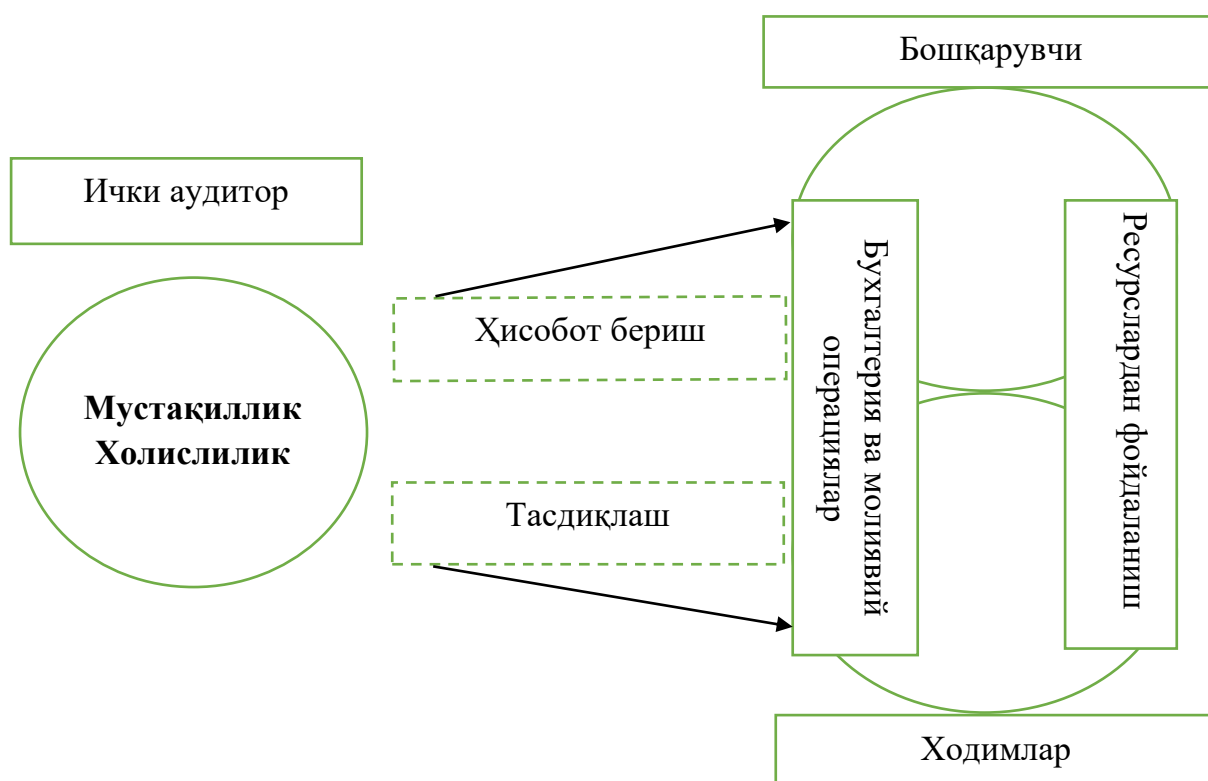 Бошқарувчи
Ички аудитор
Мустақиллик
Холислилик
Ҳисобот бериш
Тасдиқлаш
Бухгалтерия ва молиявий
операциялар
Ресурслардан фойдаланиш
Ходимлар